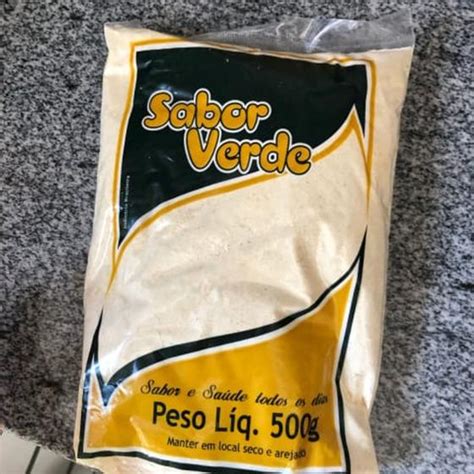 Sabor
Verde
Sabor e Saúde todos os dias
Peso Líq. 500g
Manter em local seco e arejado